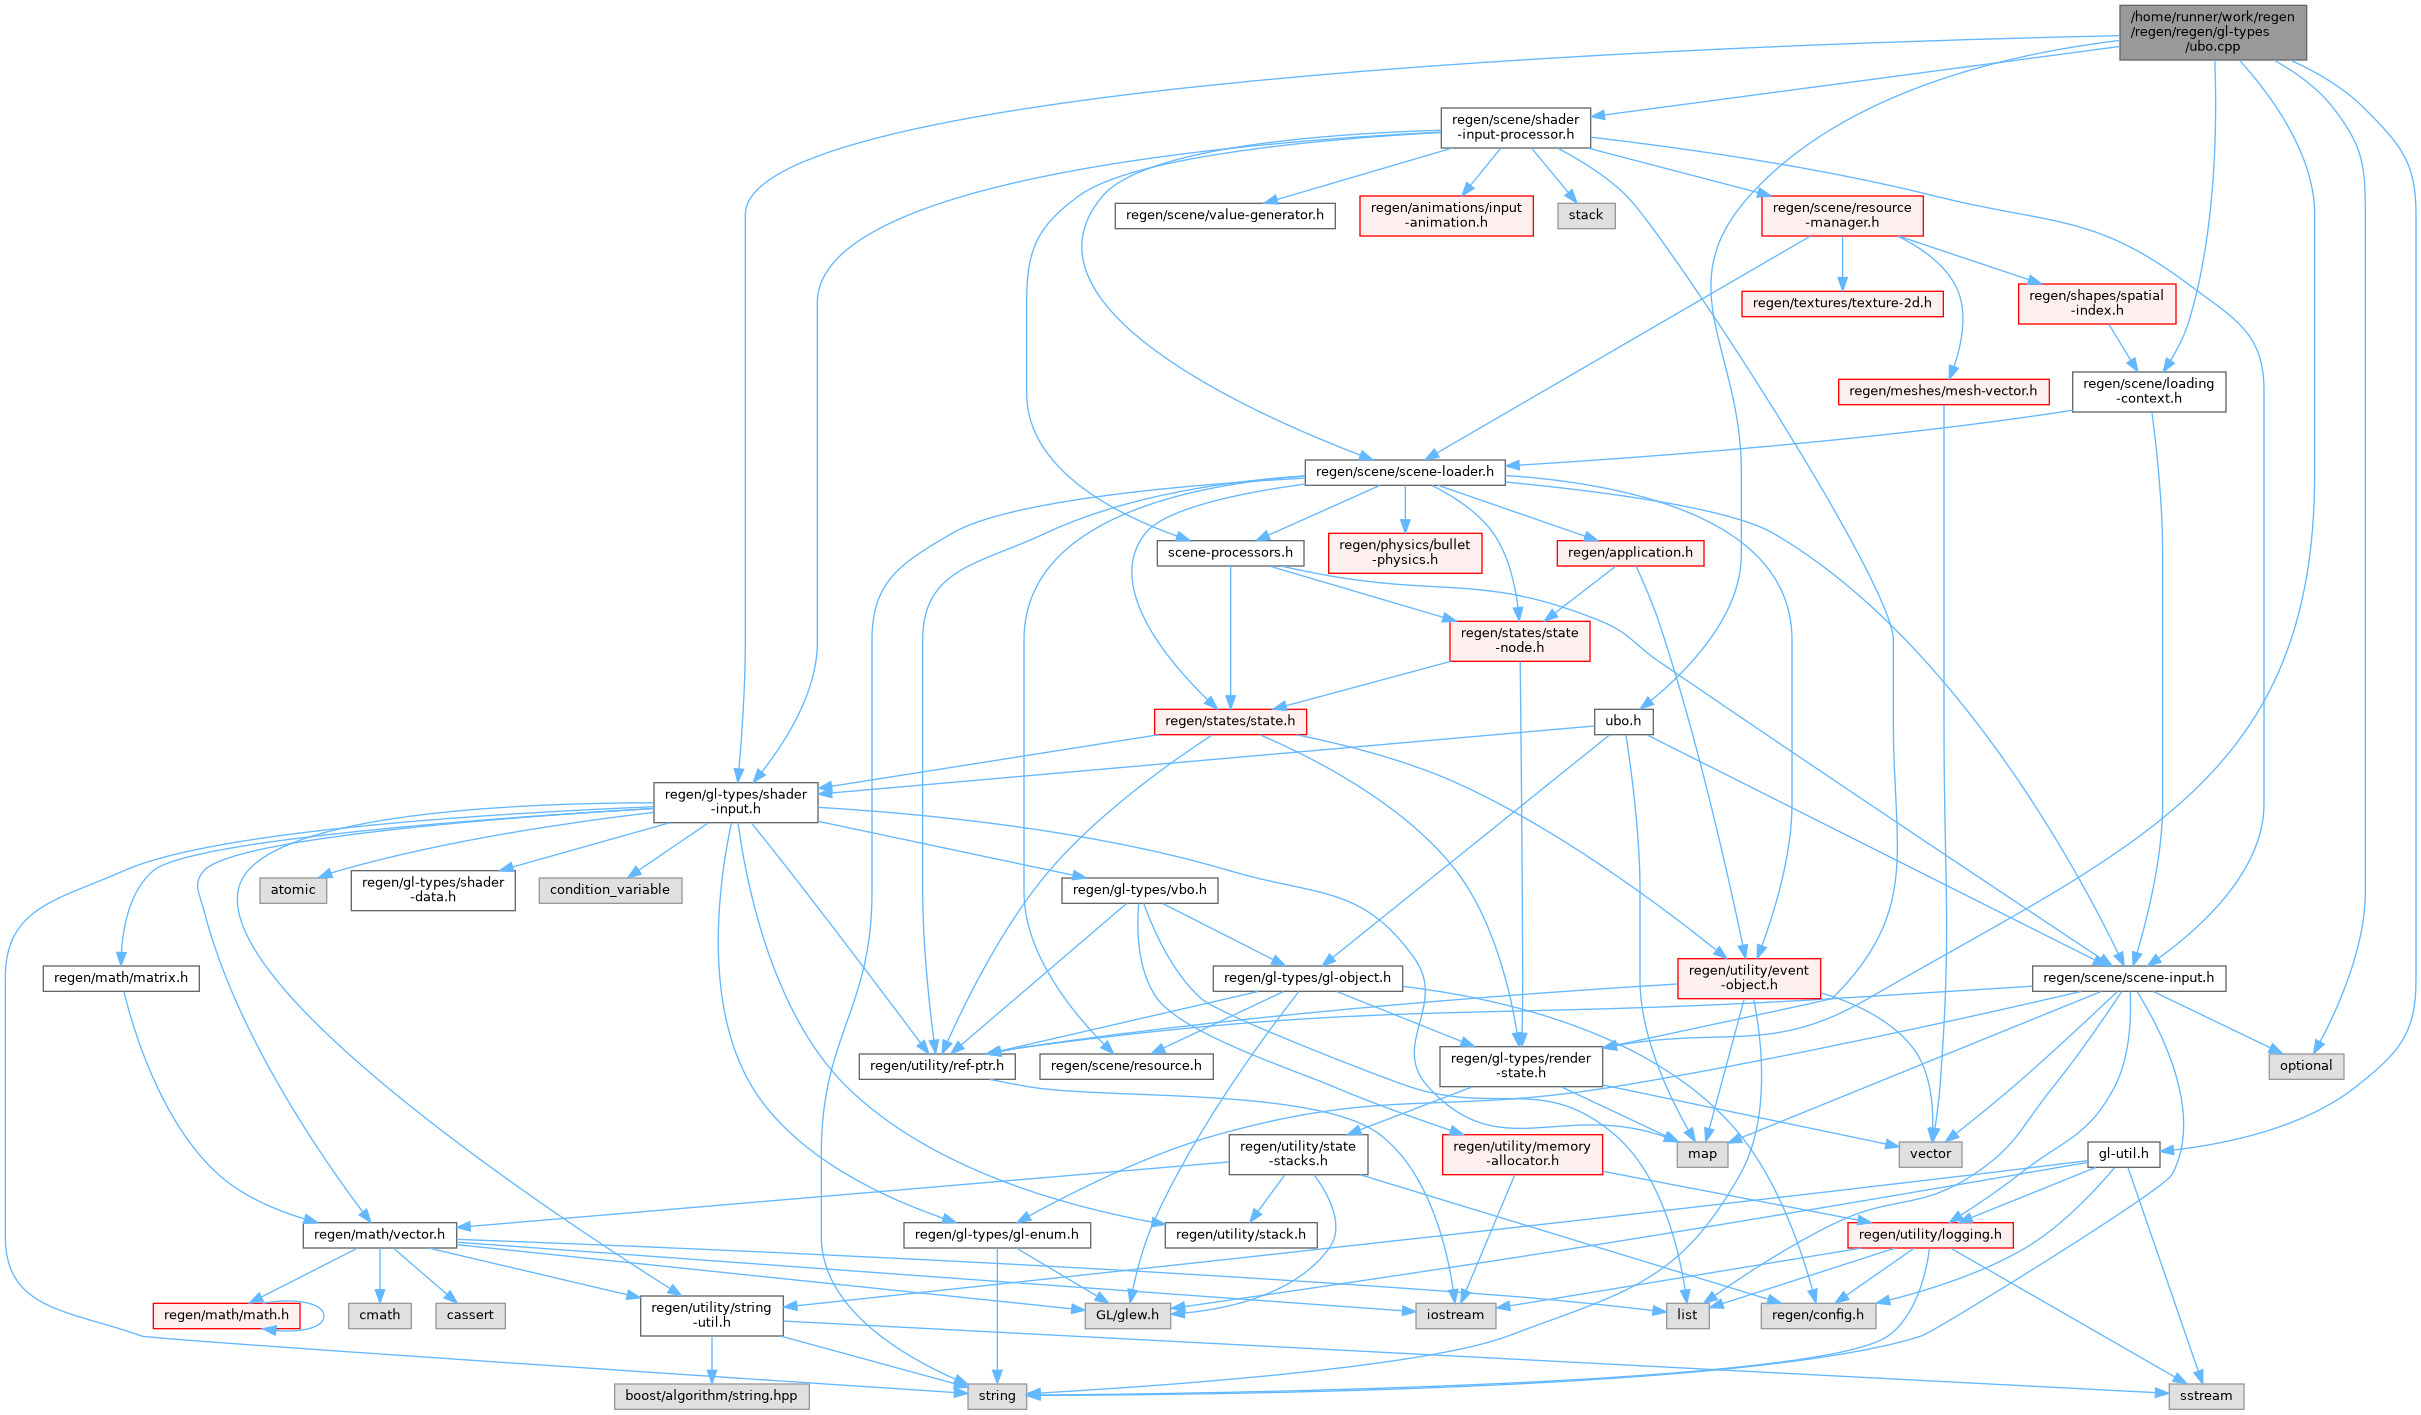 /home/runner/work/regen
/regen/regen/gl-types
/ubo.cpp
regen/scene/shader
-input-processor.h
regen/scene/value-generator.h
regen/animations/input
-animation.h
stack
regen/scene/resource
-manager.h
regen/textures/texture-2d.h
regen/shapes/spatial
-index.h
regen/meshes/mesh-vector.h
regen/scene/loading
-context.h
regen/scene/scene-loader.h
scene-processors.h
regen/physics/bullet
-physics.h
regen/application.h
regen/states/state
-node.h
regen/states/state.h
ubo.h
regen/gl-types/shader
-input.h
atomic
regen/gl-types/shader
-data.h
condition_variable
regen/gl-types/vbo.h
regen/math/matrix.h
regen/gl-types/gl-object.h
regen/utility/event
-object.h
regen/scene/scene-input.h
regen/utility/ref-ptr.h
regen/scene/resource.h
regen/gl-types/render
-state.h
optional
regen/utility/state
-stacks.h
regen/utility/memory
-allocator.h
map
vector
gl-util.h
regen/math/vector.h
regen/gl-types/gl-enum.h
regen/utility/stack.h
regen/utility/logging.h
regen/math/math.h
cmath
cassert
regen/utility/string
-util.h
GL/glew.h
iostream
list
regen/config.h
boost/algorithm/string.hpp
string
sstream